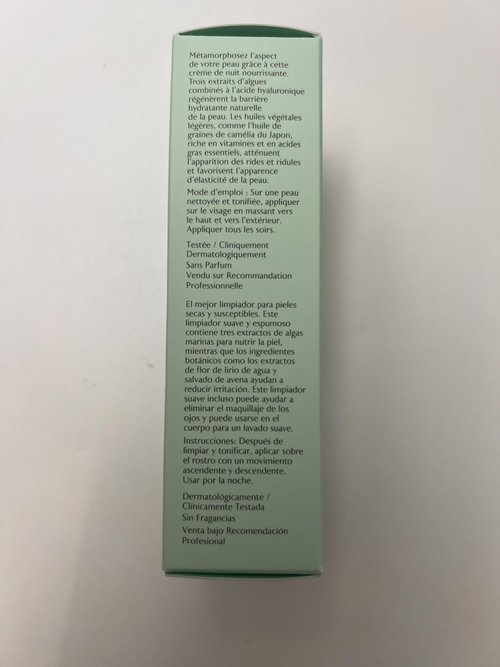 Métamorphosez l'aspect
de votre peau grâce à cette
crème de nuit nourrissante.
Trois extraits d'algues
combinés à l'acide hyaluronique
régénèrent la barrière
hydratante naturelle
de la peau. Les huiles végétales
légères, comme l'huile de
graines de camélia du Japon,
riche en vitamines et en acides
gras essentiels, atténuent
l'apparition des rides et ridules
et favorisent l'apparence
d'élasticité de la peau.
Mode d'emploi : Sur une peau
nettoyée et tonifiée, appliquer
sur le visage en massant vers
le haut et vers l'extérieur.
Appliquer tous les soirs.
Testée / Cliniquement
Dermatologiquement
Sans Parfum
Vendu sur Recommandation
Professionnelle
El mejor limpiador para pieles
secas y susceptibles. Este
limpiador suave y espumoso
contiene tres extractos de algas
marinas para nutrir la piel,
mientras que los ingredientes
botánicos como los extractos
de flor de lirio de agua y
salvado de avena ayudan a
reducir irritación. Este limpiador
suave incluso puede ayudar a
eliminar el maquillaje de los
ojos y puede usarse en el
cuerpo para un lavado suave.
Instrucciones: Después de
limpiar y tonificar, aplicar sobre
el rostro con un movimiento
ascendente y descendente.
Usar por la noche.
Dermatológicamente /
Clínicamente Testada
Sin Fragancias
Venta bajo Recomendación
Profesional